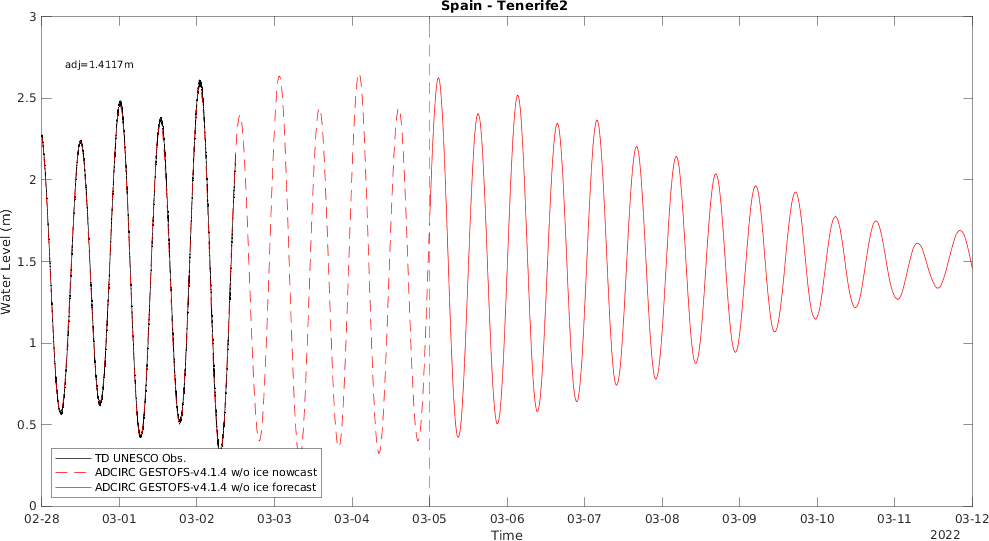 Spain - Tenerife2
adj=1.4117m
3
2.5
2
1.5
1
0.5
0
Water Level (m)
TD UNESCO Obs.
ADCIRC GESTOFS-v4.1.4 w/o ice nowcast
ADCIRC GESTOFS-v4.1.4 w/o ice forecast
02-28 03-01 03-02 03-03 03-04 03-05 03-06 03-07 03-08 03-09 03-10 03-11 03-12
Time
2022